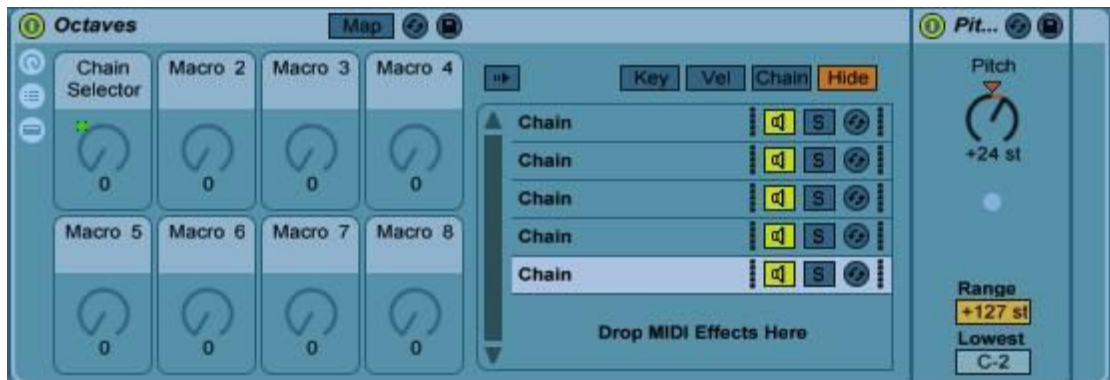 Octaves
Map
Pit...
Chain Selector
Macro 2
Macro 3
Macro 4
0
0
0
0
Macro 5
Macro 6
Macro 7
Macro 8
0
0
0
0
Key
Vel
Chain
Hide
Chain
S
Chain
S
Chain
S
Chain
S
Chain
S
Drop MIDI Effects Here
Pitch
+24 st
Range
+127 st
Lowest
C-2